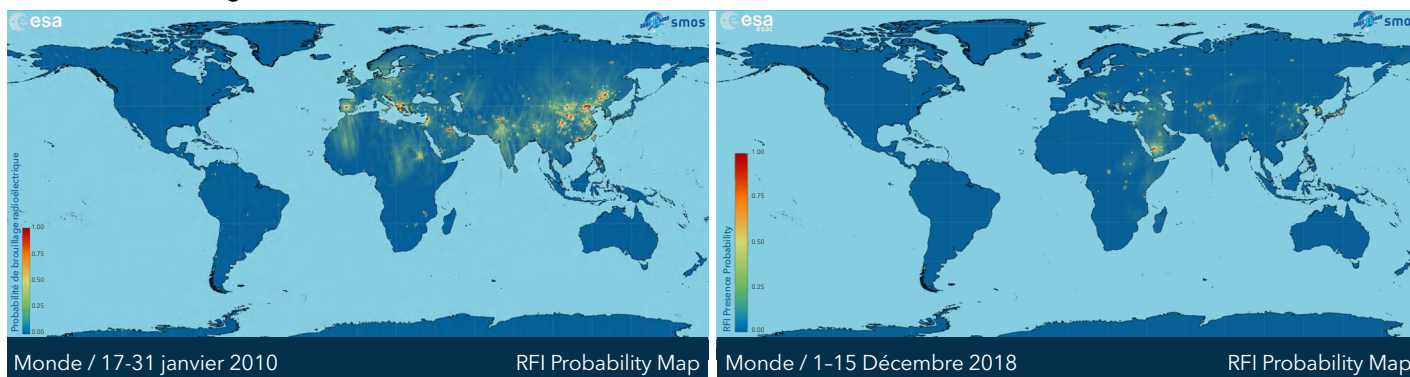 esa
smos
Probabilité de brouillage radioélectrique
1.00
0.75
0.50
0.25
0.00
Monde / 17-31 janvier 2010
RFI Probability Map
esa
esac
smo
RFI Presence Probability
1.00
0.75
0.50
0.25
0.00
Monde / 1–15 Décembre 2018
RFI Probability Map